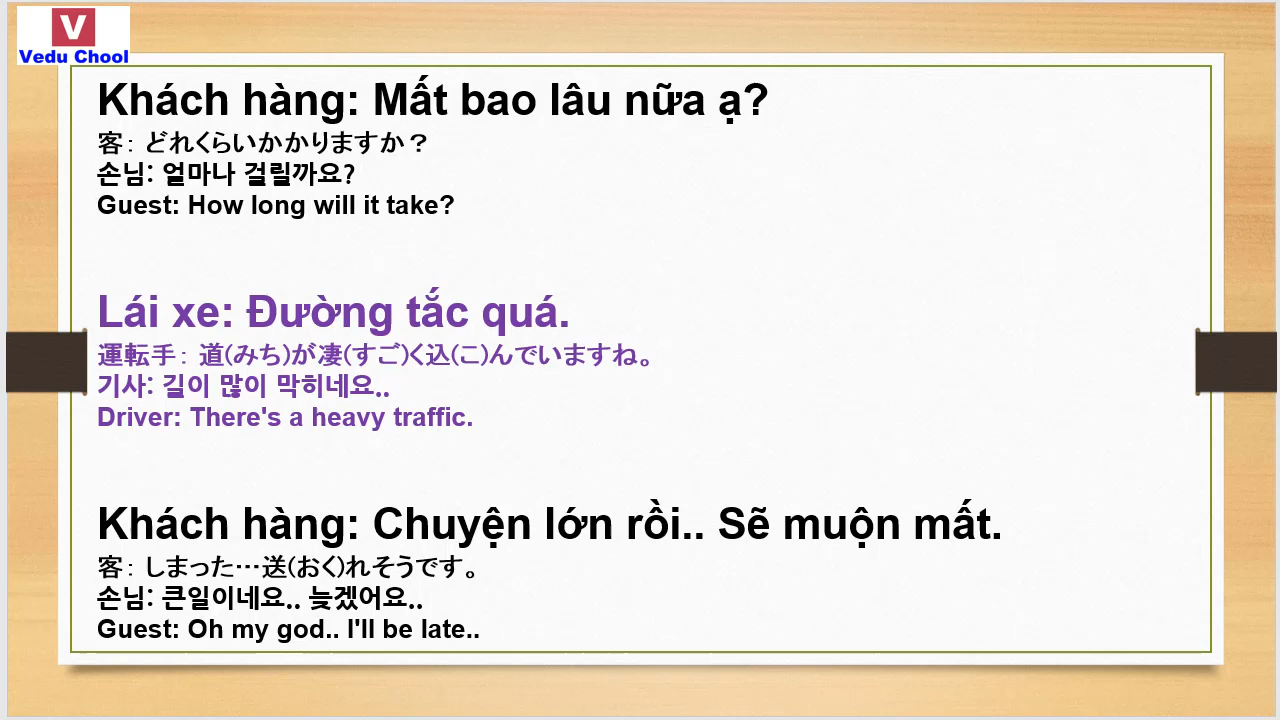 V
Vedu Chool
Khách hàng: Mất bao lâu nữa ạ?
客： どれくらいかかりますか？
손님: 얼마나 걸릴까요?
Guest: How long will it take?
Lái xe: Đường tắc quá.
運転手： 道(みち)が凄(すご)く込(こ)んでいますね。
기사: 길이 많이 막히네요..
Driver: There's a heavy traffic.
Khách hàng: Chuyện lớn rồi.. Sẽ muộn mất.
客： しまった…送(おく)れそうです。
손님: 큰일이네요.. 늦겠어요..
Guest: Oh my god.. I'll be late..